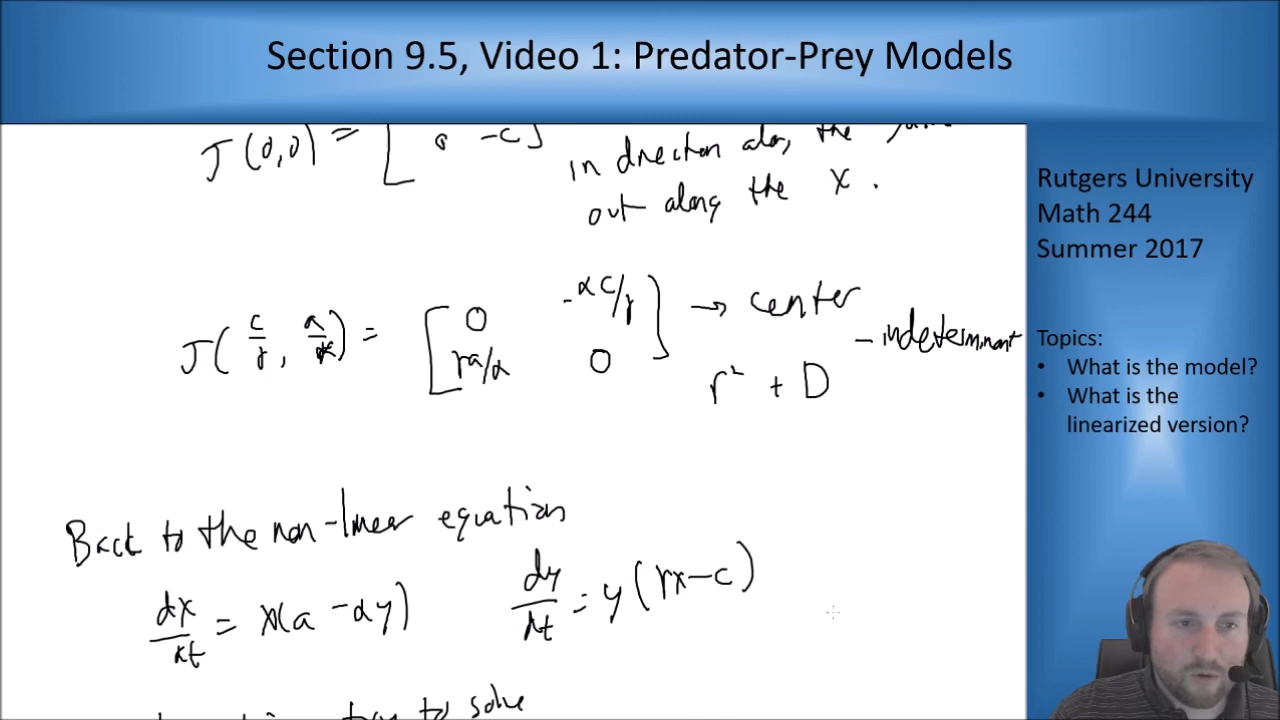 Section 9.5, Video 1: Predator-Prey Models
J(0,0) = [ 0 -c ]
in direction along the
out along the x.
J(c/γ, a/α) = [ 0 -αc/γ
γa/α 0 ] → center
- indeterminant
r² + D
Back to the non-linear equations
dx/dt = x(a - αy) dy/dt = y(γx - c)
to solve
Rutgers University
Math 244
Summer 2017
Topics:
• What is the model?
• What is the
linearized version?